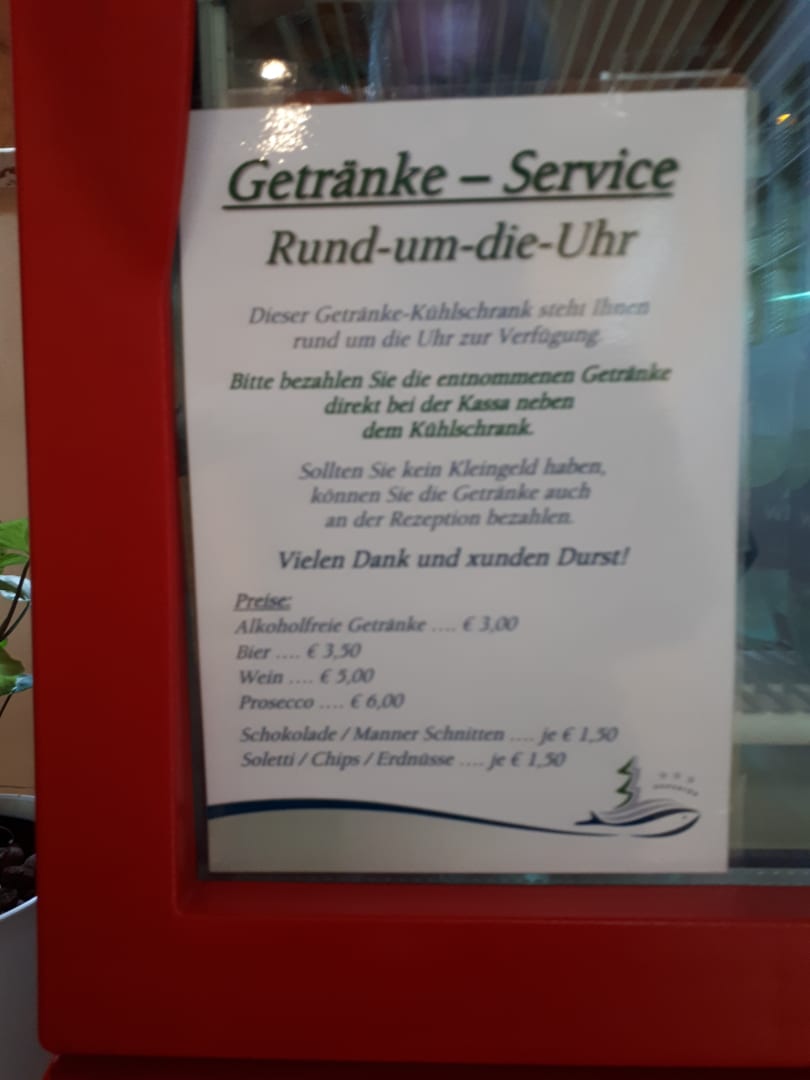 Getränke – Service
Rund-um-die-Uhr
Dieser Getränke-Kühlschrank steht Ihnen
rund um die Uhr zur Verfügung.
Bitte bezahlen Sie die entnommenen Getränke
direkt bei der Kassa neben
dem Kühlschrank.
Sollten Sie kein Kleingeld haben,
können Sie die Getränke auch
an der Rezeption bezahlen.
Vielen Dank und xunden Durst!
Preise:
Alkoholfreie Getränke .... € 3,00
Bier .... € 3,50
Wein .... € 5,00
Prosecco .... € 6,00
Schokolade / Manner Schnitten .... je € 1,50
Soletti / Chips / Erdnüsse .... je € 1,50